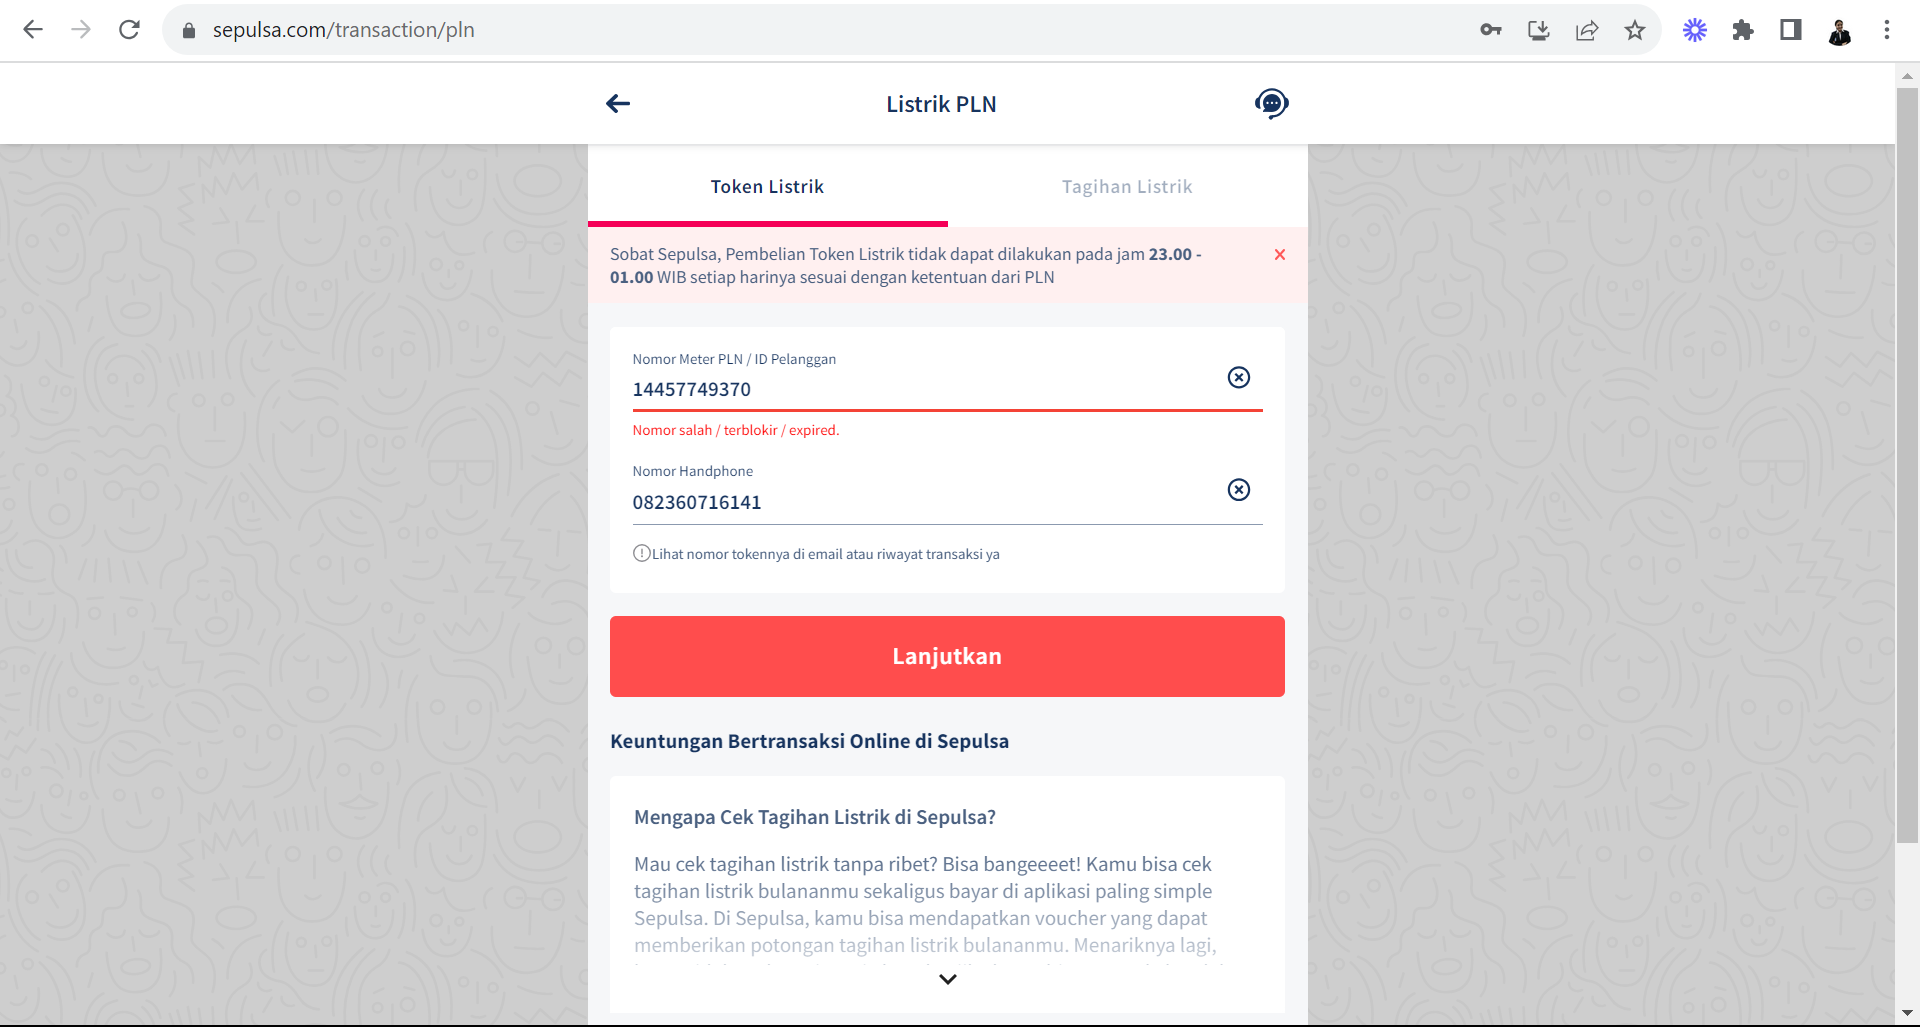 sepulsa.com/transaction/pln
Listrik PLN
Token Listrik
Tagihan Listrik
Sobat Sepulsa, Pembelian Token Listrik tidak dapat dilakukan pada jam 23.00 -
01.00 WIB setiap harinya sesuai dengan ketentuan dari PLN
Nomor Meter PLN / ID Pelanggan
14457749370
Nomor salah / terblokir / expired.
Nomor Handphone
082360716141
Lihat nomor tokennya di email atau riwayat transaksi ya
Lanjutkan
Keuntungan Bertransaksi Online di Sepulsa
Mengapa Cek Tagihan Listrik di Sepulsa?
Mau cek tagihan listrik tanpa ribet? Bisa bangeeeet! Kamu bisa cek
tagihan listrik bulananmu sekaligus bayar di aplikasi paling simple
Sepulsa. Di Sepulsa, kamu bisa mendapatkan voucher yang dapat
memberikan potongan tagihan listrik bulananmu. Menariknya lagi,